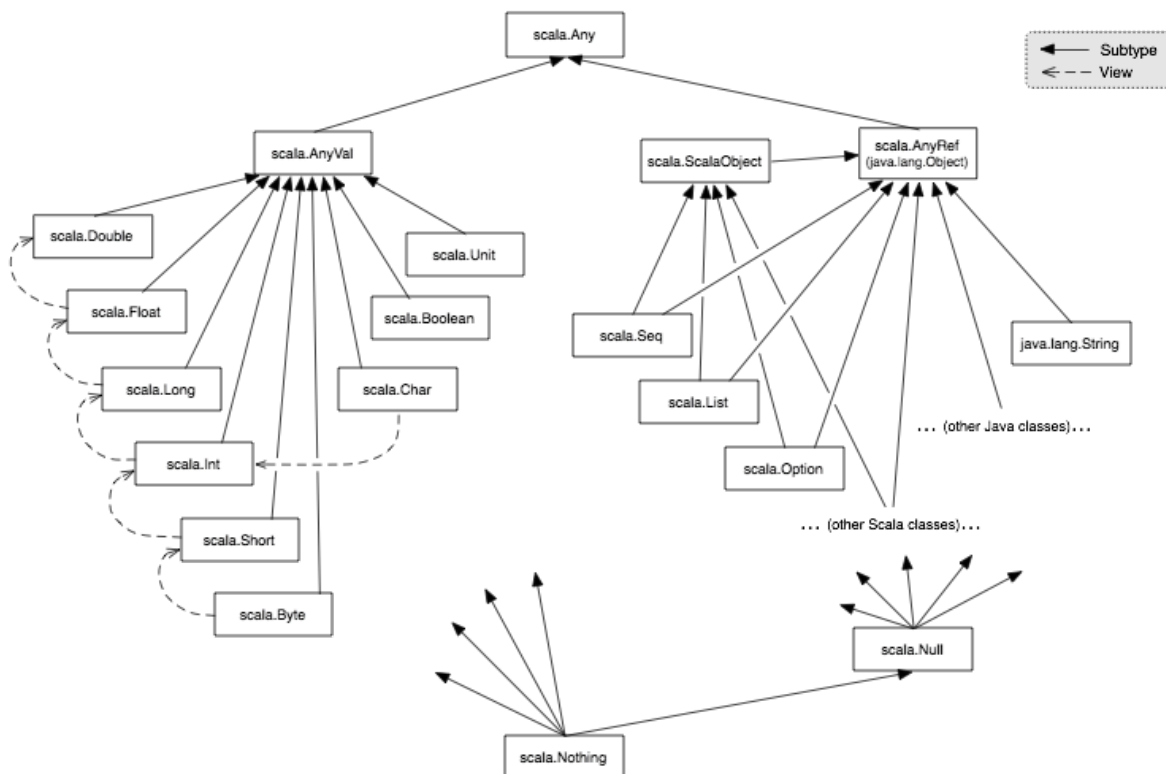 scala.Any
Subtype
View
scala.AnyVal
scala.ScalaObject
scala.AnyRef
(java.lang.Object)
scala.Double
scala.Unit
scala.Float
scala.Boolean
scala.Seq
java.lang.String
scala.Long
scala.Char
scala.List
... (other Java classes)...
scala.Int
scala.Option
scala.Short
... (other Scala classes)...
scala.Byte
scala.Null
scala.Nothing